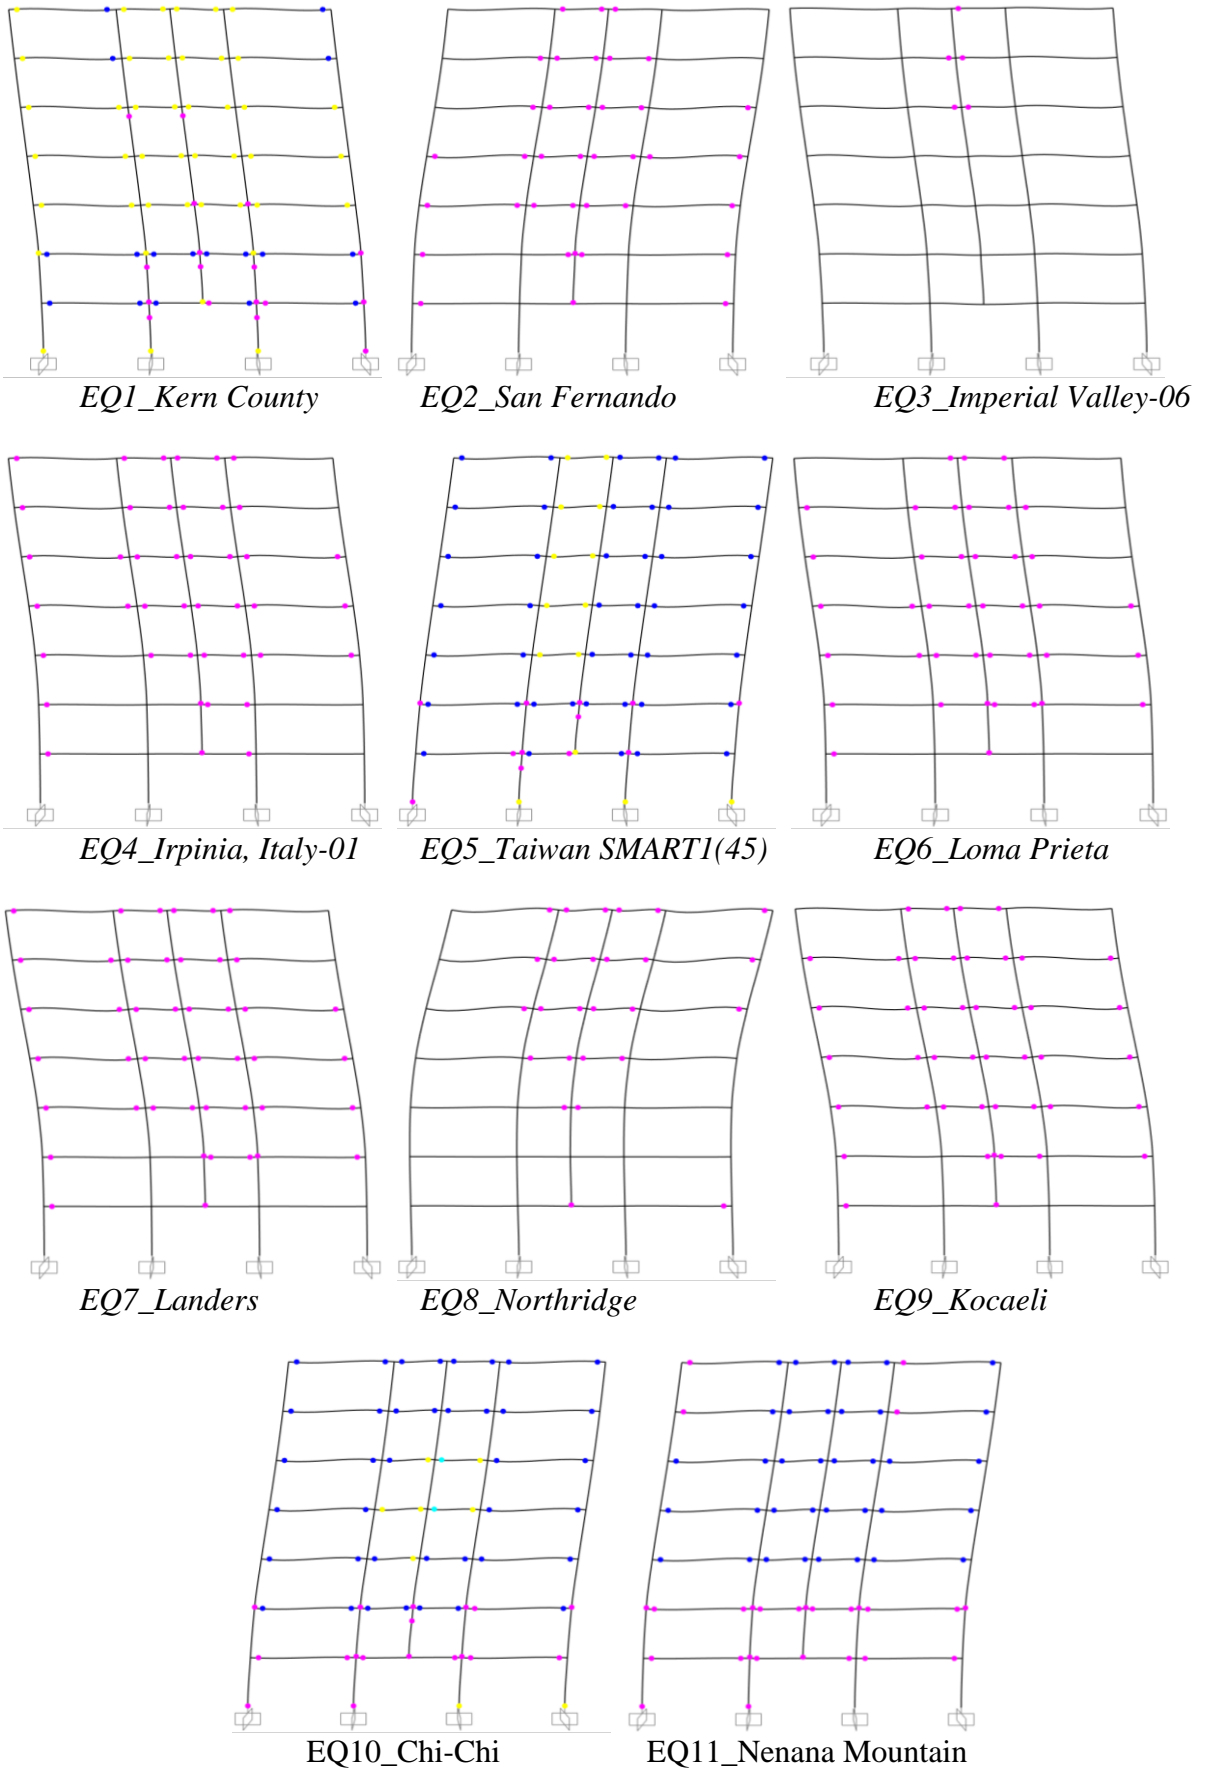 EQ1_Kern County
EQ2_San Fernando
EQ3_Imperial Valley-06
EQ4_Irpinia, Italy-01
EQ5_Taiwan SMART1(45)
EQ6_Loma Prieta
EQ7_Landers
EQ8_Northridge
EQ9_Kocaeli
EQ10_Chi-Chi
EQ11_Nenana Mountain